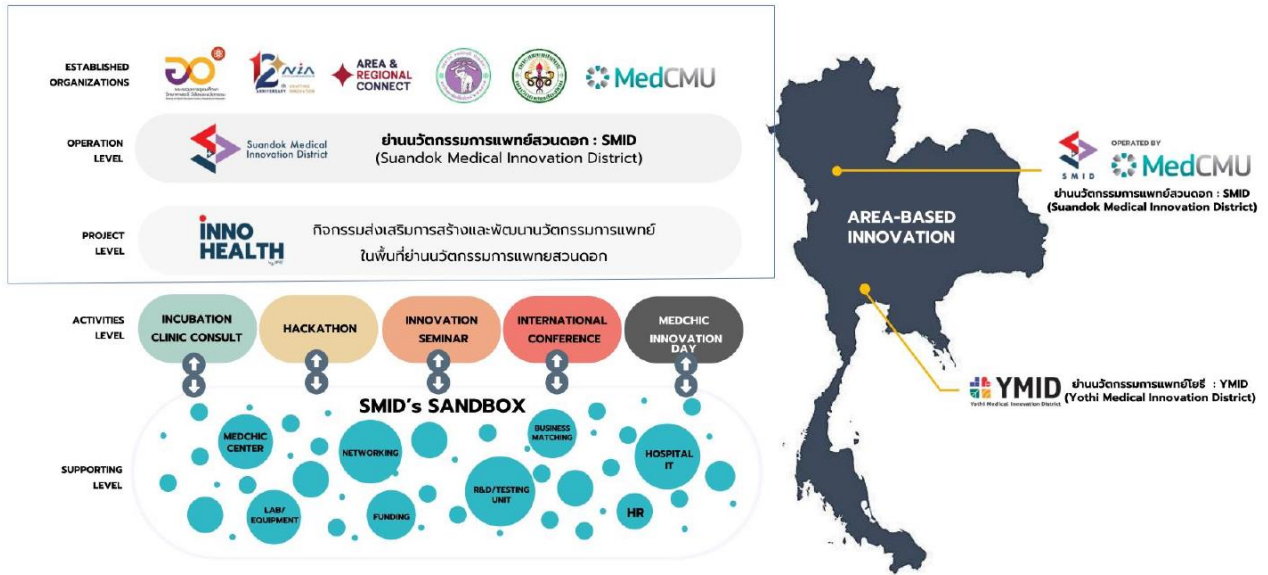 ESTABLISHED
ORGANIZATIONS
12
NIA
ANNIVERSARY
AREA &
REGIONAL
CONNECT
MedCMU
OPERATION
LEVEL
Suandok Medical
Innovation District
ย่านนวัตกรรมการแพทย์สวนดอก : SMID
(Suandok Medical Innovation District)
PROJECT
LEVEL
iNNO
HEALTH
กิจกรรมส่งเสริมการสร้างและพัฒนานวัตกรรมการแพทย์
ในพื้นที่ย่านนวัตกรรมการแพทยสวนดอก
ACTIVITIES
LEVEL
INCUBATION
CLINIC CONSULT
HACKATHON
INNOVATION
SEMINAR
INTERNATIONAL
CONFERENCE
MEDCHIC
INNOVATION
DAY
SMID's SANDBOX
SUPPORTING
LEVEL
MEDCHIC
CENTER
NETWORKING
BUSINESS
MATCHING
HOSPITAL
IT
LAB/
EQUIPMENT
FUNDING
R&D/TESTING
UNIT
HR
AREA-BASED
INNOVATION
SMID
OPERATED BY
MedCMU
ย่านนวัตกรรมการแพทย์สวนดอก : SMID
(Suandok Medical Innovation District)
YMID
Yothi Medical Innovation District
ย่านนวัตกรรมการแพทย์โยธี : YMID
(Yothi Medical Innovation District)